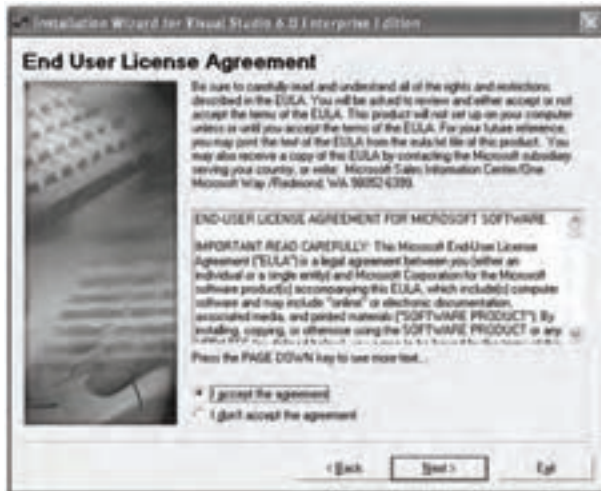 Installation Wizard for Visual Studio 6.0 Enterprise Edition
End User License Agreement
Be sure to carefully read and understand all of the rights and restrictions
described in the EULA. You will be asked to review and either accept or not
accept the terms of the EULA. This product will not set up on your computer
unless or until you accept the terms of the EULA. For your future reference,
you may print the text of the EULA from the eula.txt file of this product. You
may also receive a copy of this EULA by contacting the Microsoft subsidiary
serving your country, or write: Microsoft Sales Information Center/One
Microsoft Way /Redmond, WA 98052-6399.
END-USER LICENSE AGREEMENT FOR MICROSOFT SOFTWARE
IMPORTANT READ CAREFULLY: This Microsoft End-User License
Agreement ("EULA") is a legal agreement between you (either an
individual or a single entity) and Microsoft Corporation for the Microsoft
software product(s) accompanying this EULA, which include(s) computer
software and may include "online" or electronic documentation,
associated media, and printed materials ("SOFTWARE PRODUCT"). By
installing, copying, or otherwise using the SOFTWARE PRODUCT or any
Press the PAGE DOWN key to see more text...
I accept the agreement
I don't accept the agreement
< Back
Next >
Exit